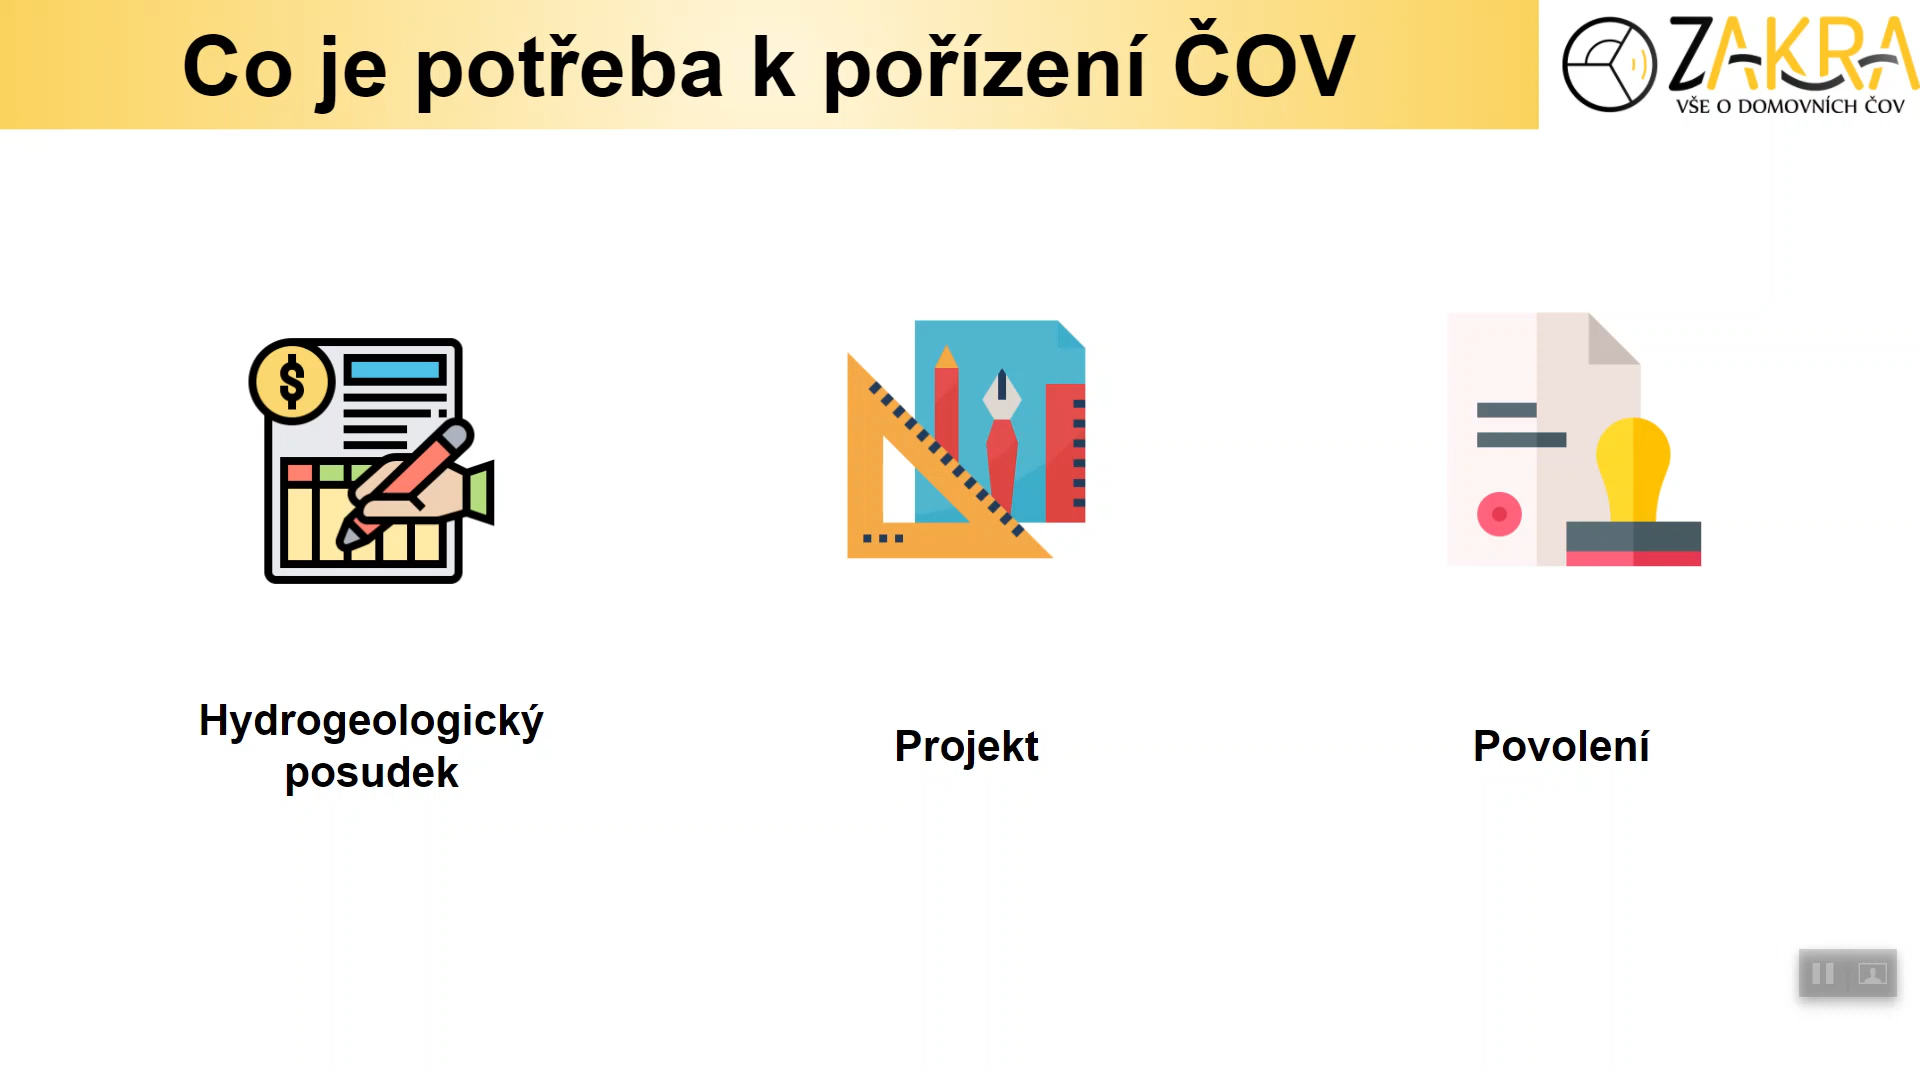 Co je potřeba k pořízení ČOV
ZAKRA
VŠE O DOMOVNÍCH ČOV
$
Hydrogeologický
posudek
Projekt
Povolení